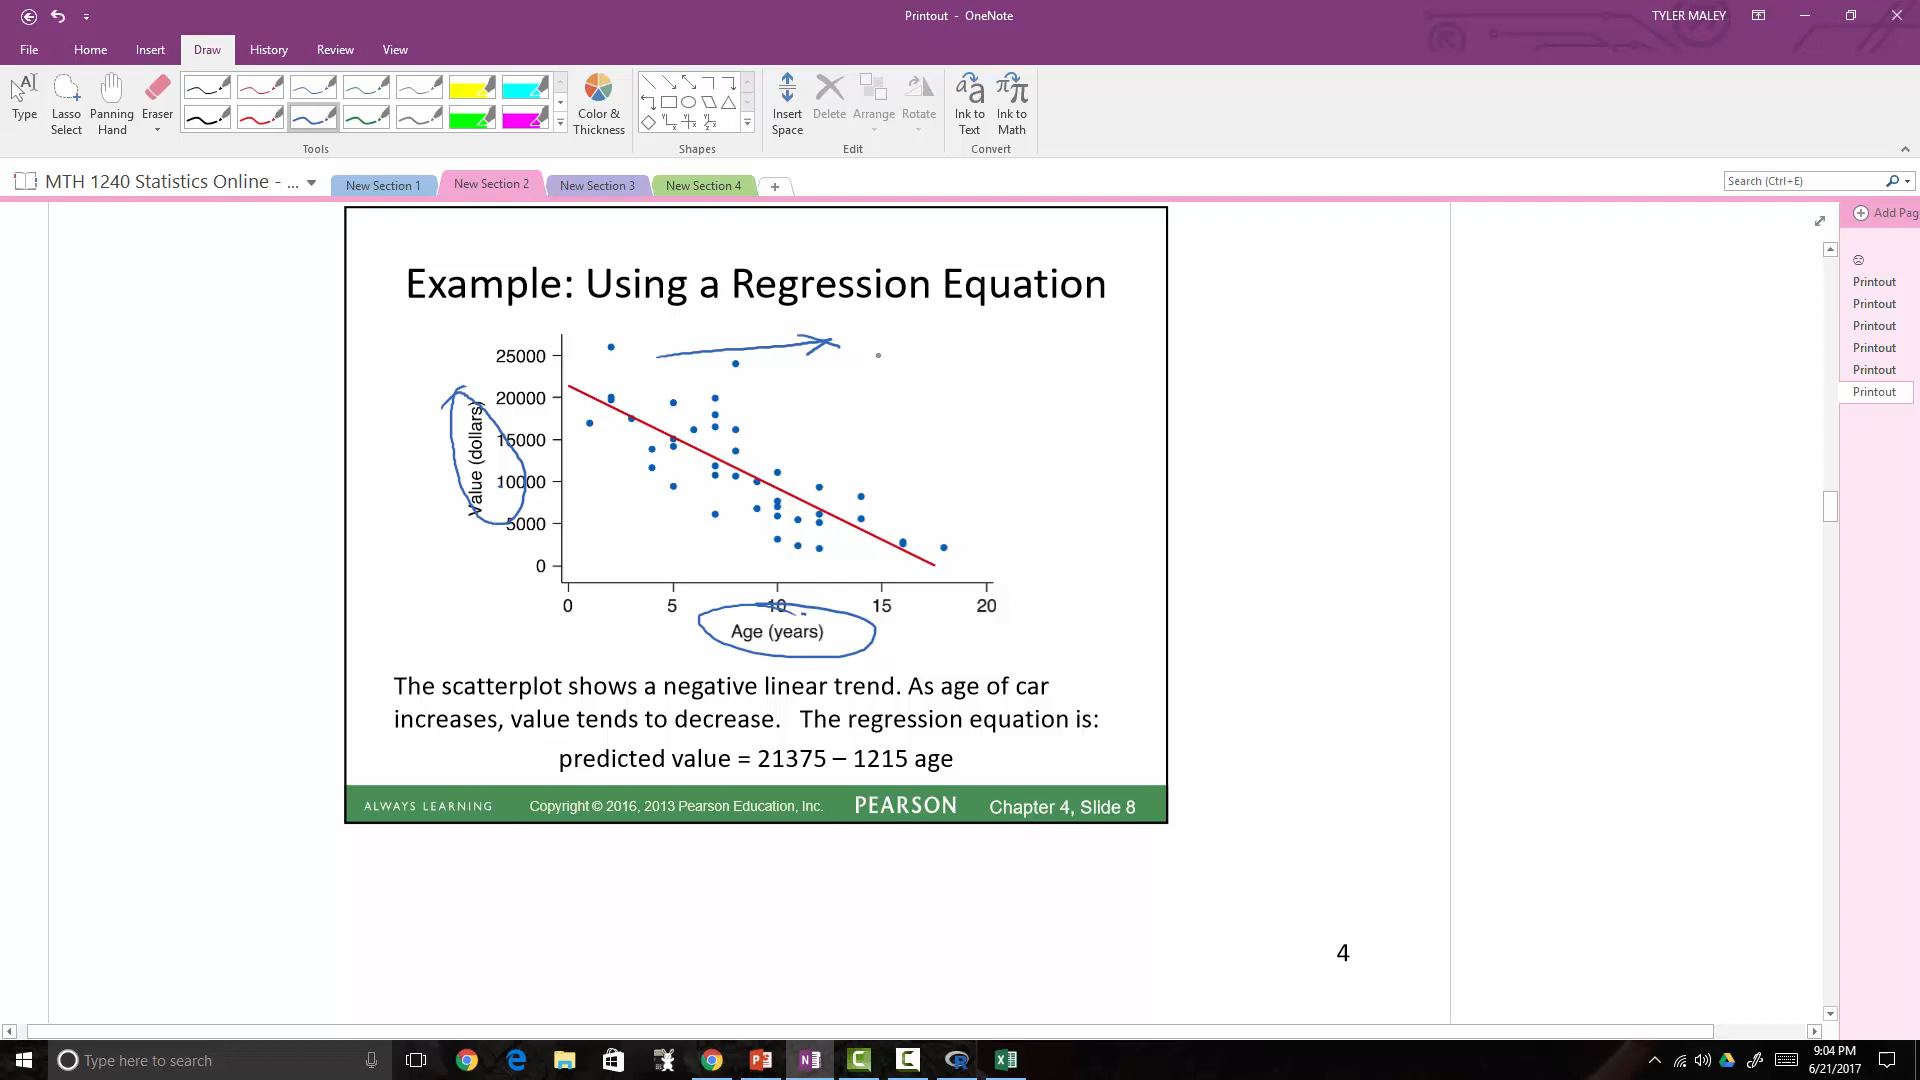 Printout - OneNote
TYLER MALEY
File Home Insert Draw History Review View
Type
Lasso Select
Panning Hand
Eraser
Color & Thickness
Insert Space
Delete
Arrange
Rotate
Ink to Text
Ink to Math
Tools
Shapes
Edit
Convert
MTH 1240 Statistics Online - ...
New Section 1
New Section 2
New Section 3
New Section 4
Search (Ctrl+E)
Add Pag
Printout
Printout
Printout
Printout
Printout
Printout
Example: Using a Regression Equation
Value (dollars)
25000
20000
15000
10000
5000
0
0 5 10 15 20
Age (years)
The scatterplot shows a negative linear trend. As age of car
increases, value tends to decrease. The regression equation is:
predicted value = 21375 – 1215 age
ALWAYS LEARNING Copyright © 2016, 2013 Pearson Education, Inc. PEARSON Chapter 4, Slide 8
4
Type here to search
9:04 PM
6/21/2017